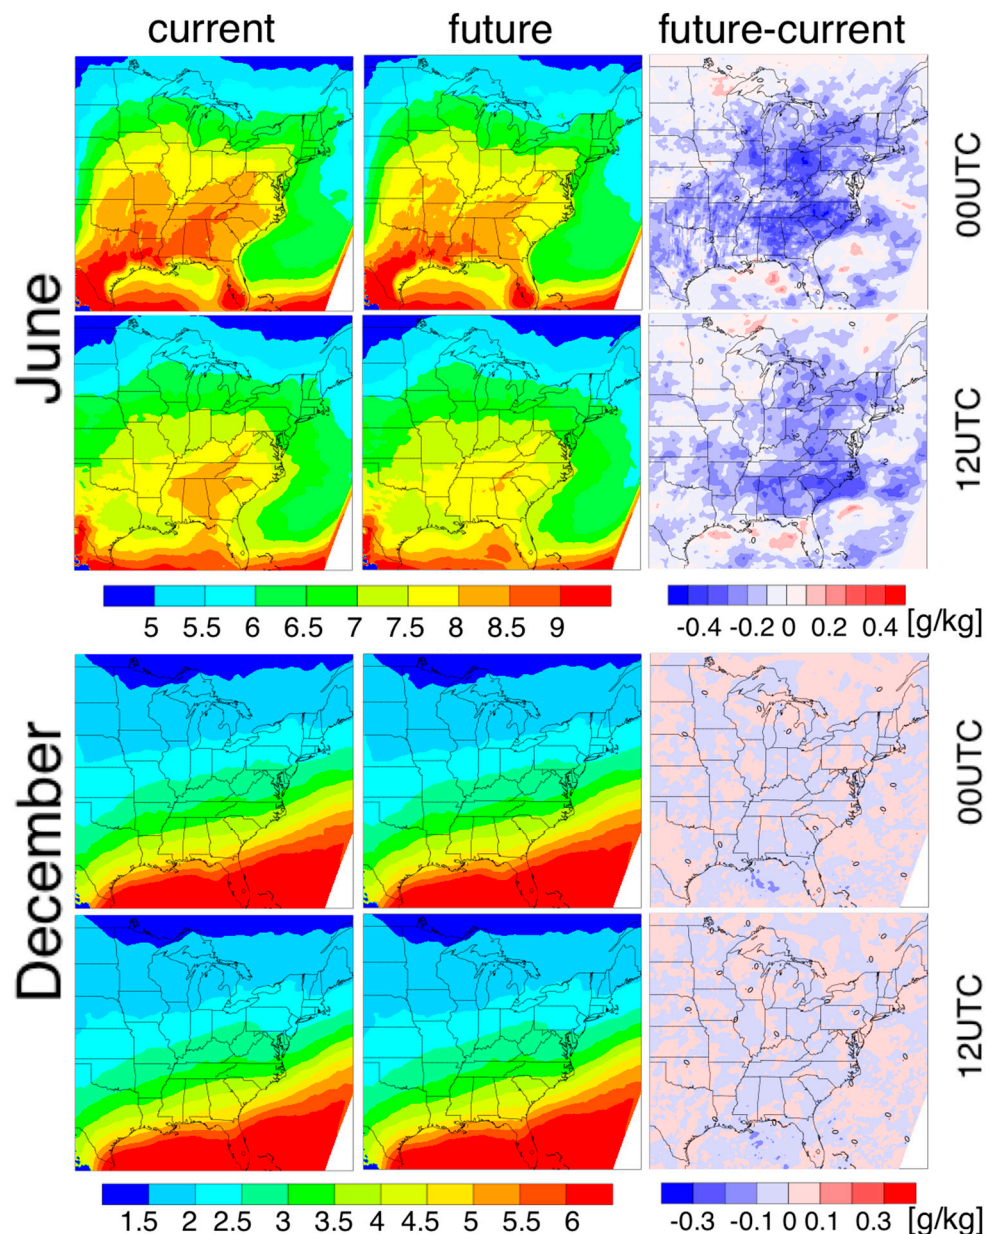 current future future-current
June
00UTC
12UTC
5 5.5 6 6.5 7 7.5 8 8.5 9
-0.4 -0.2 0 0.2 0.4 [g/kg]
December
00UTC
12UTC
1.5 2 2.5 3 3.5 4 4.5 5 5.5 6
-0.3 -0.1 0 0.1 0.3 [g/kg]